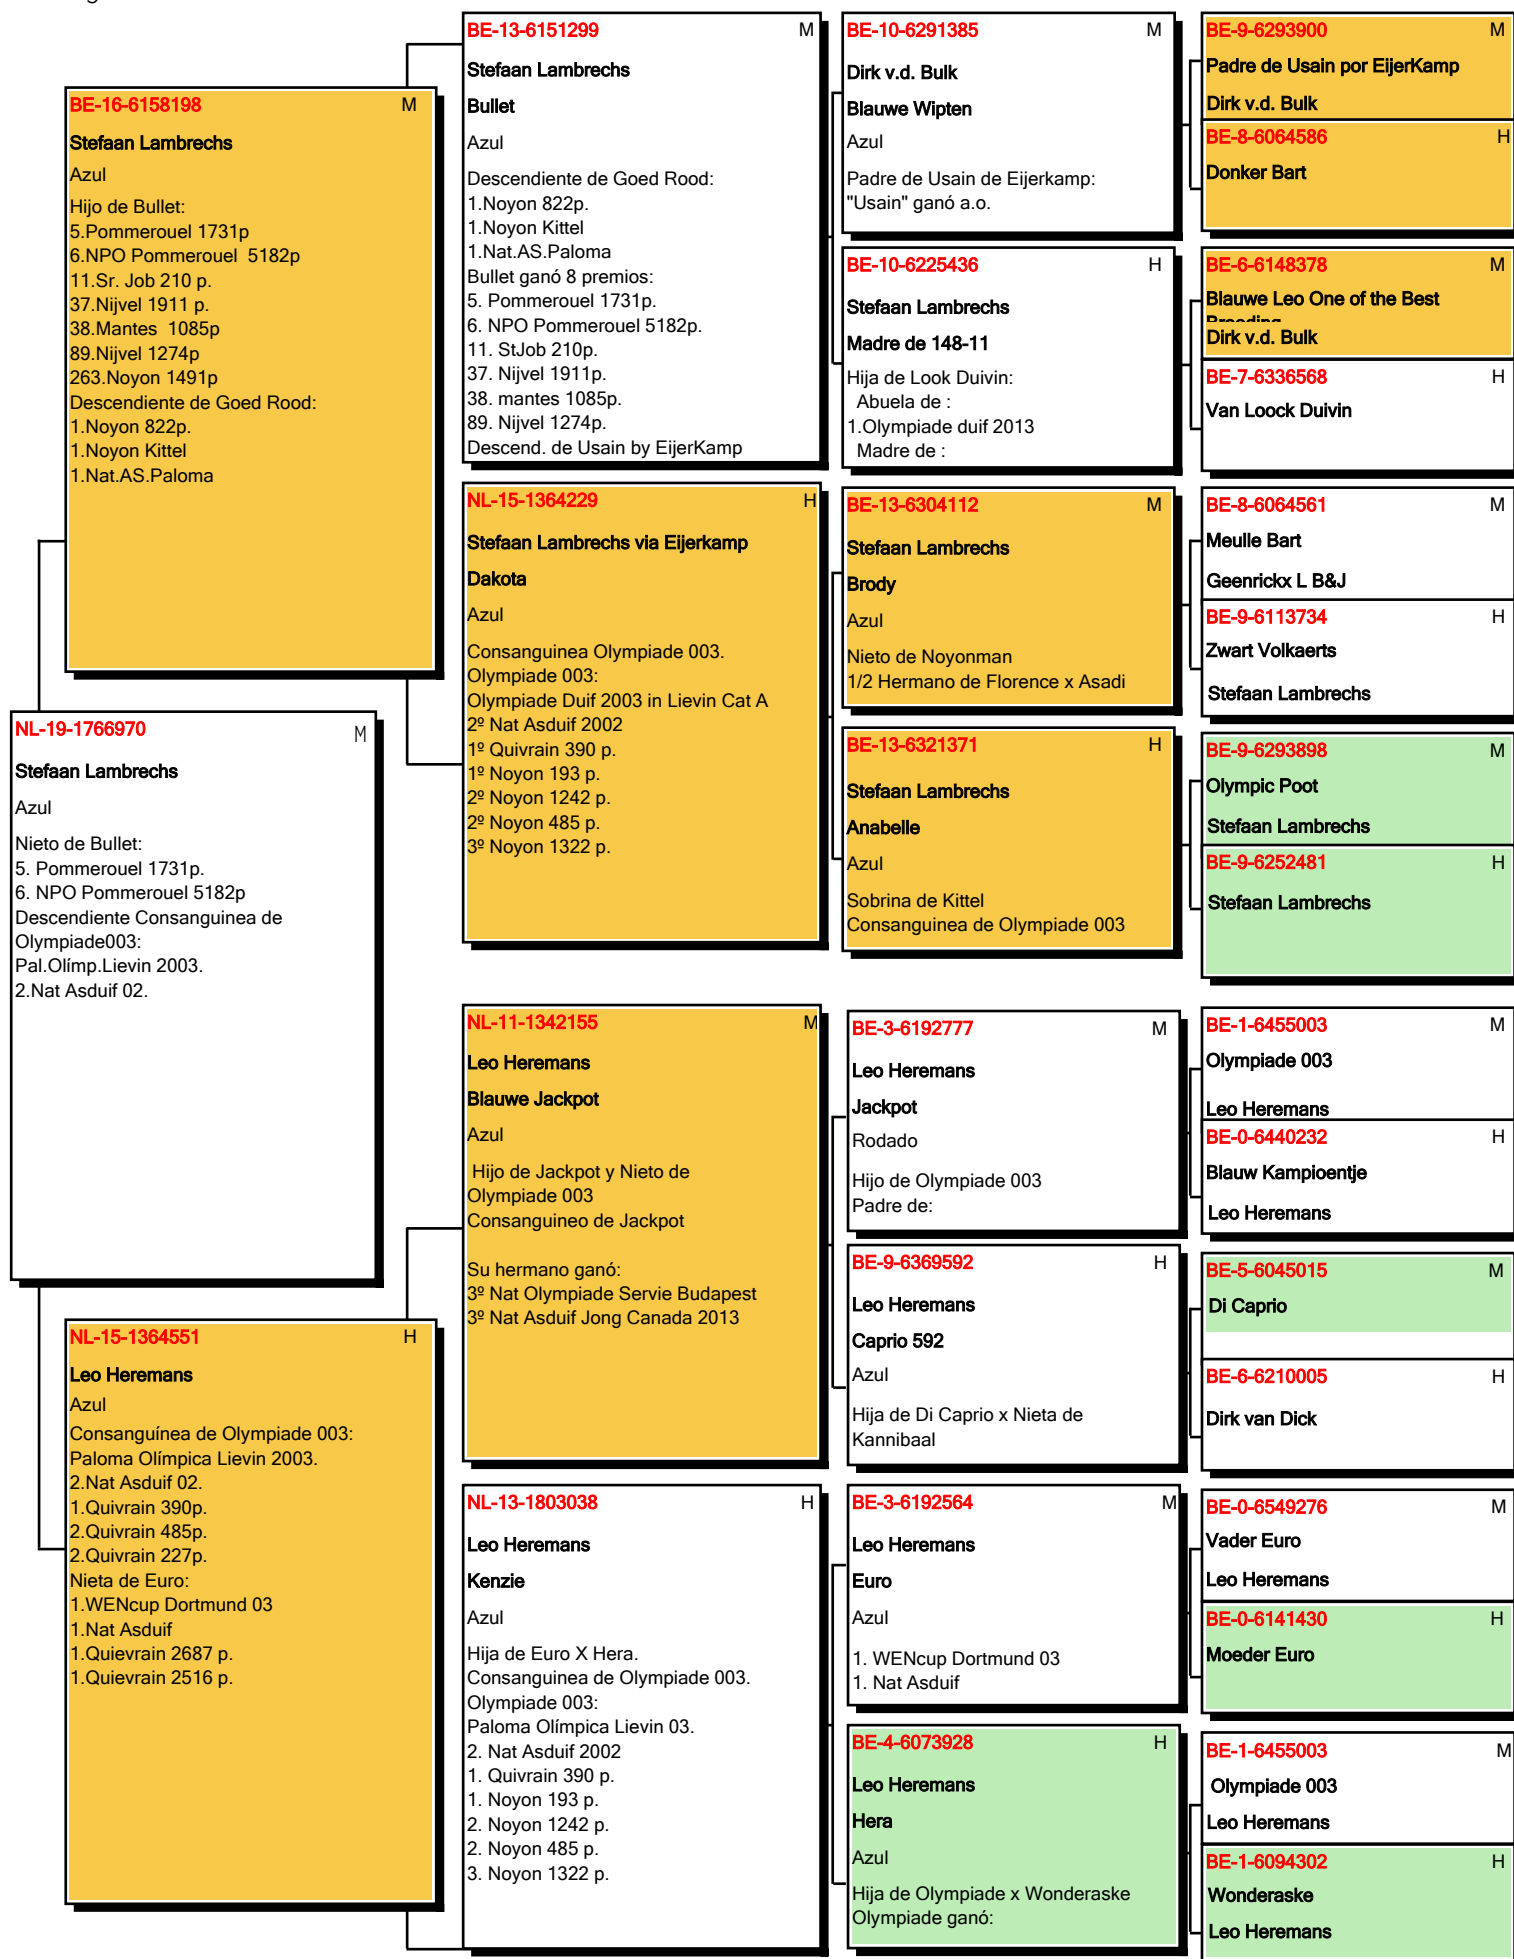 NL-19-1766970 M
Stefaan Lambrechs
Azul
Nieto de Bullet:
5. Pommerouel 1731p.
6. NPO Pommerouel 5182p
Descendiente Consanguinea de
Olympiade003:
Pal.Olímp.Lievin 2003.
2.Nat Asduif 02.
BE-16-6158198 M
Stefaan Lambrechs
Azul
Hijo de Bullet:
5.Pommerouel 1731p
6.NPO Pommerouel 5182p
11.Sr. Job 210 p.
37.Nijvel 1911 p.
38.Mantes 1085p
89.Nijvel 1274p
263.Noyon 1491p
Descendiente de Goed Rood:
1.Noyon 822p.
1.Noyon Kittel
1.Nat.AS.Paloma
NL-15-1364551 H
Leo Heremans
Azul
Consanguínea de Olympiade 003:
Paloma Olímpica Lievin 2003.
2.Nat Asduif 02.
1.Quivrain 390p.
2.Quivrain 485p.
2.Quivrain 227p.
Nieta de Euro:
1.WENcup Dortmund 03
1.Nat Asduif
1.Quievrain 2687 p.
1.Quievrain 2516 p.
BE-13-6151299 M
Stefaan Lambrechs
Bullet
Azul
Descendiente de Goed Rood:
1.Noyon 822p.
1.Noyon Kittel
1.Nat.AS.Paloma
Bullet ganó 8 premios:
5. Pommerouel 1731p.
6. NPO Pommerouel 5182p.
11. StJob 210p.
37. Nijvel 1911p.
38. mantes 1085p.
89. Nijvel 1274p.
Descend. de Usain by EijerKamp
NL-15-1364229 H
Stefaan Lambrechs via Eijerkamp
Dakota
Azul
Consanguinea Olympiade 003.
Olympiade 003:
Olympiade Duif 2003 in Lievin Cat A
2º Nat Asduif 2002
1º Quivrain 390 p.
1º Noyon 193 p.
2º Noyon 1242 p.
2º Noyon 485 p.
3º Noyon 1322 p.
NL-11-1342155 M
Leo Heremans
Blauwe Jackpot
Azul
Hijo de Jackpot y Nieto de
Olympiade 003
Consanguineo de Jackpot
Su hermano ganó:
3º Nat Olympiade Servie Budapest
3º Nat Asduif Jong Canada 2013
NL-13-1803038 H
Leo Heremans
Kenzie
Azul
Hija de Euro X Hera.
Consanguinea de Olympiade 003.
Olympiade 003:
Paloma Olímpica Lievin 03.
2. Nat Asduif 2002
1. Quivrain 390 p.
1. Noyon 193 p.
2. Noyon 1242 p.
2. Noyon 485 p.
3. Noyon 1322 p.
BE-10-6291385 M
Dirk v.d. Bulk
Blauwe Wipten
Azul
Padre de Usain de Eijerkamp:
"Usain" ganó a.o.
BE-10-6225436 H
Stefaan Lambrechs
Madre de 148-11
Hija de Look Duivin:
Abuela de :
1.Olympiade duif 2013
Madre de :
BE-13-6304112 M
Stefaan Lambrechs
Brody
Azul
Nieto de Noyonman
1/2 Hermano de Florence x Asadi
BE-13-6321371 H
Stefaan Lambrechs
Anabelle
Azul
Sobrina de Kittel
Consanguinea de Olympiade 003
BE-3-6192777 M
Leo Heremans
Jackpot
Rodado
Hijo de Olympiade 003
Padre de:
BE-9-6369592 H
Leo Heremans
Caprio 592
Azul
Hija de Di Caprio x Nieta de
Kannibaal
BE-3-6192564 M
Leo Heremans
Euro
Azul
1. WENcup Dortmund 03
1. Nat Asduif
BE-4-6073928 H
Leo Heremans
Hera
Azul
Hija de Olympiade x Wonderaske
Olympiade ganó:
BE-9-6293900 M
Padre de Usain por EijerKamp
Dirk v.d. Bulk
BE-8-6064586 H
Donker Bart
BE-6-6148378 M
Blauwe Leo One of the Best
Breeding
Dirk v.d. Bulk
BE-7-6336568 H
Van Loock Duivin
BE-8-6064561 M
Meulle Bart
Geenrickx L B&J
BE-9-6113734 H
Zwart Volkaerts
Stefaan Lambrechs
BE-9-6293898 M
Olympic Poot
Stefaan Lambrechs
BE-9-6252481 H
Stefaan Lambrechs
BE-1-6455003 M
Olympiade 003
Leo Heremans
BE-0-6440232 H
Blauw Kampioentje
Leo Heremans
BE-5-6045015 M
Di Caprio
BE-6-6210005 H
Dirk van Dick
BE-0-6549276 M
Vader Euro
Leo Heremans
BE-0-6141430 H
Moeder Euro
BE-1-6455003 M
Olympiade 003
Leo Heremans
BE-1-6094302 H
Wonderaske
Leo Heremans